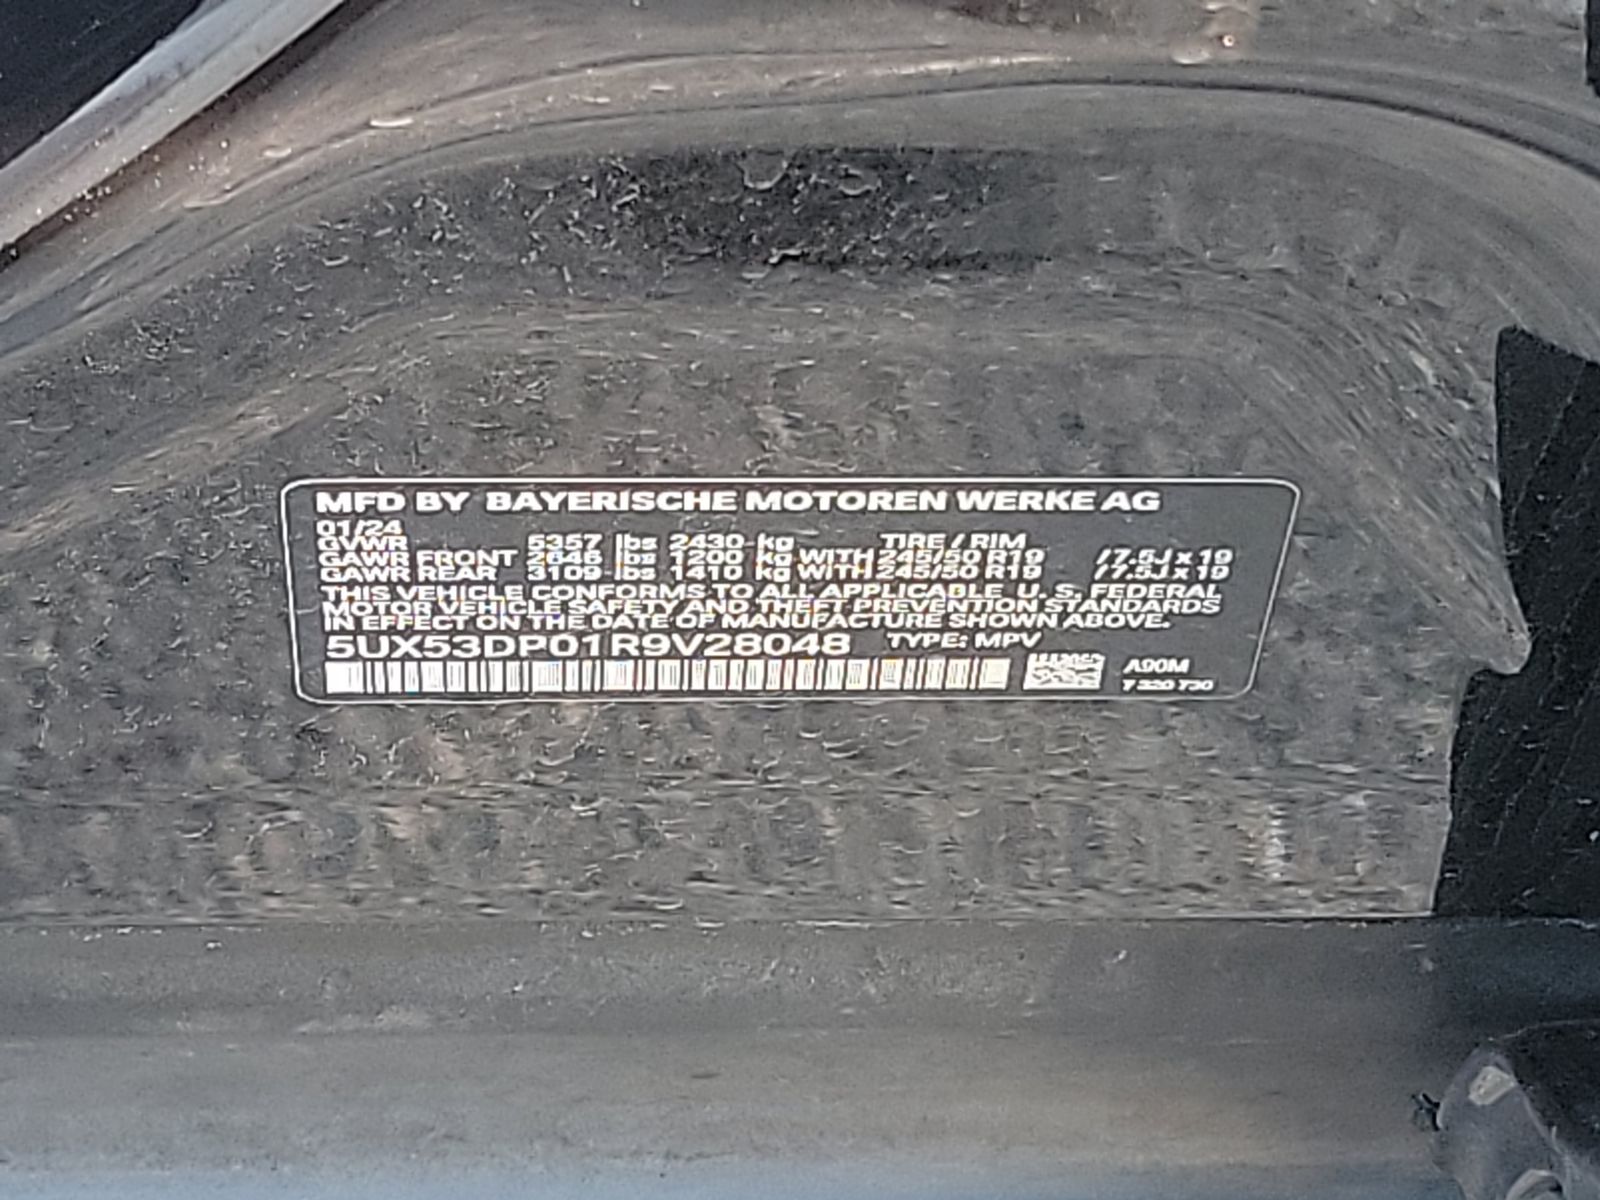 MFD BY BAYERISCHE MOTOREN WERKE AG
01/24
GVWR 5357 lbs 2430 kg TIRE / RIM
GAWR FRONT 2646 lbs 1200 kg WITH 245/50 R19 /7.5J x 19
GAWR REAR 3109 lbs 1410 kg WITH 245/50 R19 /7.5J x 19
THIS VEHICLE CONFORMS TO ALL APPLICABLE U. S. FEDERAL
MOTOR VEHICLE SAFETY AND THEFT PREVENTION STANDARDS
IN EFFECT ON THE DATE OF MANUFACTURE SHOWN ABOVE.
5UX53DP01R9V28048 TYPE: MPV
A90M